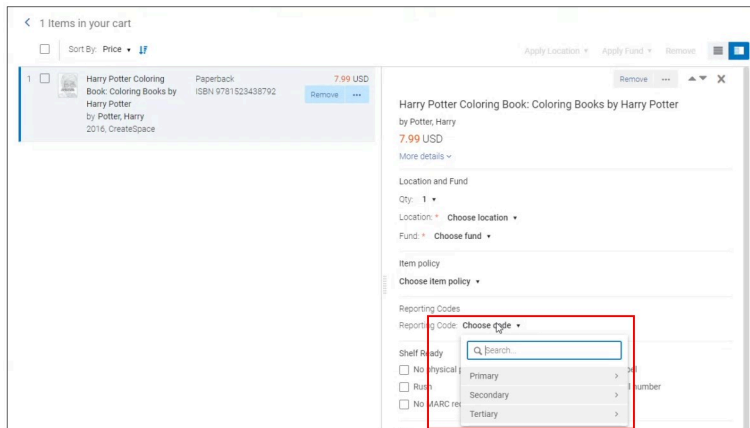 1 Items in your cart
Sort By: Price
Apply Location Apply Fund Remove
1 Harry Potter Coloring Paperback 7.99 USD
Book: Coloring Books by ISBN 9781523438792
Harry Potter Remove
by Potter, Harry
2016, CreateSpace
Remove
Harry Potter Coloring Book: Coloring Books by Harry Potter
by Potter, Harry
7.99 USD
More details
Location and Fund
Qty: 1
Location: * Choose location
Fund: * Choose fund
Item policy
Choose item policy
Reporting Codes
Reporting Code: Choose code
Search...
Shelf Ready
No physical
Primary
Rush number
Secondary
No MARC
Tertiary